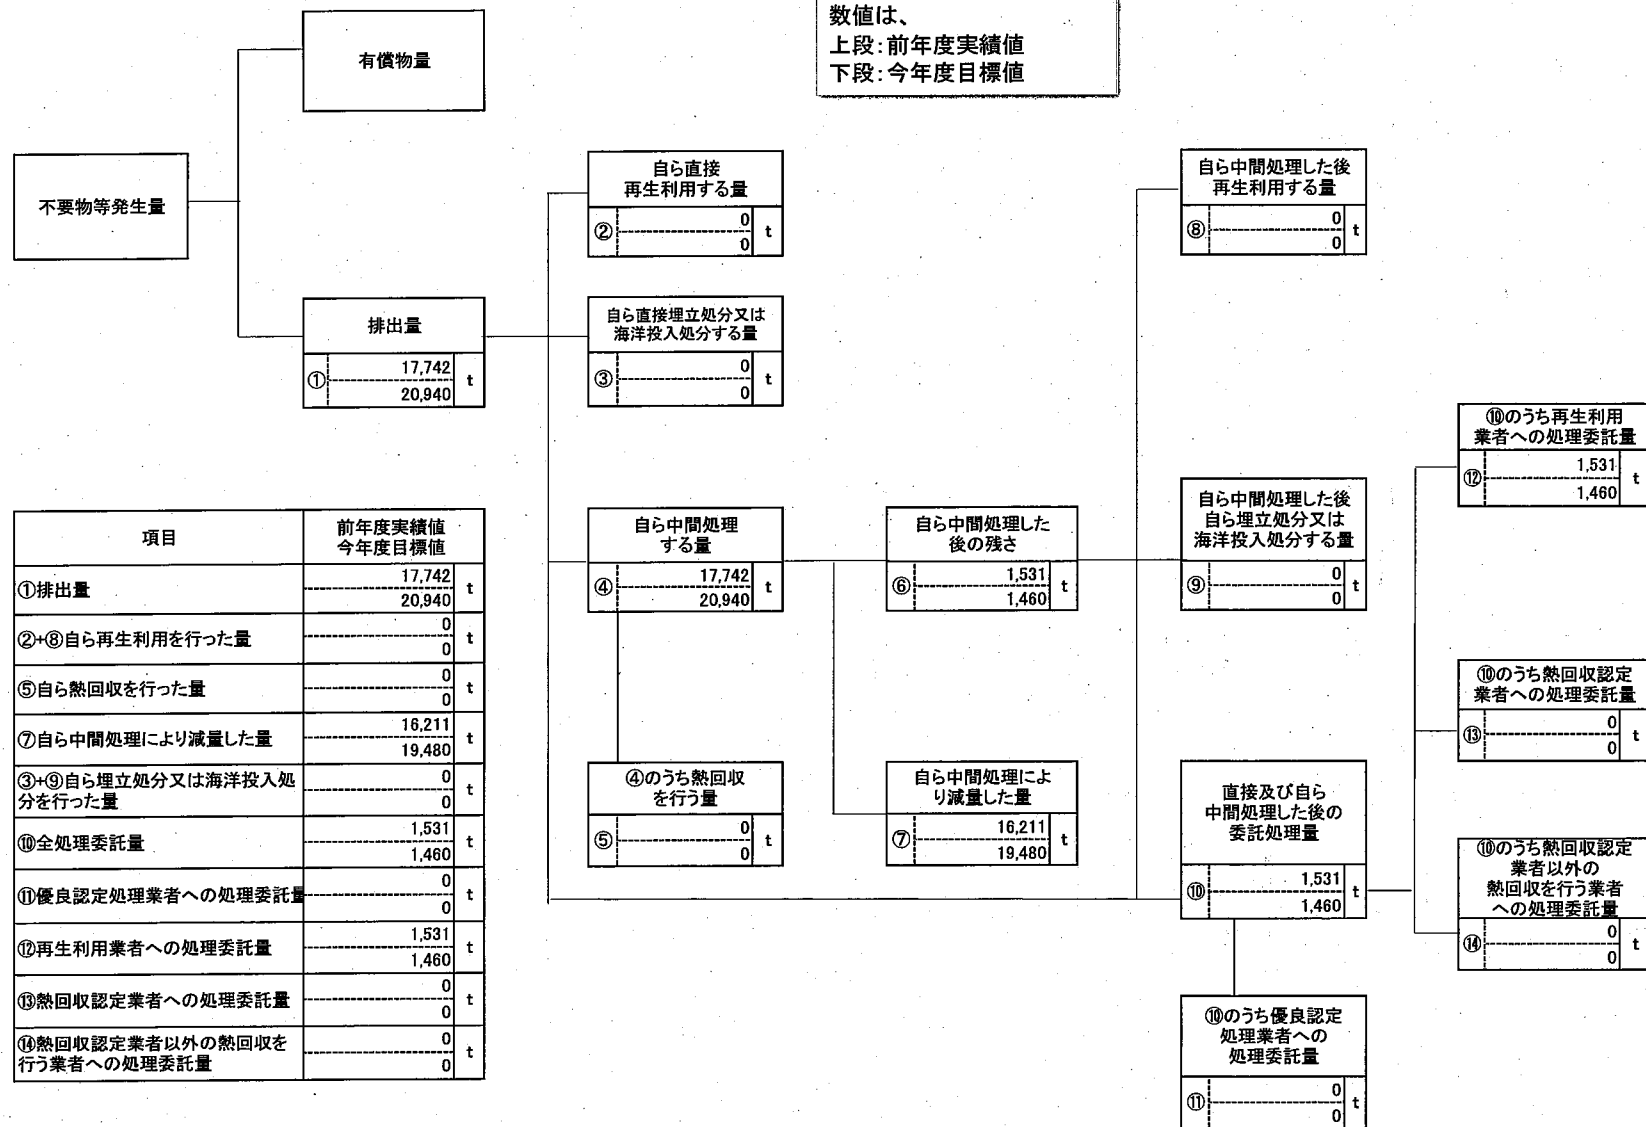 数値は、
上段:前年度実績値
下段:今年度目標値
有償物量
不要物等発生量
排出量
① 17,742 t
20,940
自ら直接
再生利用する量
② 0 t
0
自ら直接埋立処分又は
海洋投入処分する量
③ 0 t
0
自ら中間処理した後
再生利用する量
⑧ 0 t
0
自ら中間処理
する量
④ 17,742 t
20,940
自ら中間処理した
後の残さ
⑥ 1,531 t
1,460
自ら中間処理した後
自ら埋立処分又は
海洋投入処分する量
⑨ 0 t
0
④のうち熱回収
を行う量
⑤ 0 t
0
自ら中間処理によ
り減量した量
⑦ 16,211 t
19,480
直接及び自ら
中間処理した後の
委託処理量
⑩ 1,531 t
1,460
⑩のうち優良認定
処理業者への
処理委託量
⑪ 0 t
0
⑩のうち再生利用
業者への処理委託量
⑫ 1,531 t
1,460
⑩のうち熱回収認定
業者への処理委託量
⑬ 0 t
0
⑩のうち熱回収認定
業者以外の
熱回収を行う業者
への処理委託量
⑭ 0 t
0
項目 前年度実績値
今年度目標値
①排出量 17,742 t
20,940
②+⑧自ら再生利用を行った量 0 t
0
⑤自ら熱回収を行った量 0 t
0
⑦自ら中間処理により減量した量 16,211 t
19,480
③+⑨自ら埋立処分又は海洋投入処 0 t
分を行った量 0
⑩全処理委託量 1,531 t
1,460
⑪優良認定処理業者への処理委託量 0 t
0
⑫再生利用業者への処理委託量 1,531 t
1,460
⑬熱回収認定業者への処理委託量 0 t
0
⑭熱回収認定業者以外の熱回収を 0 t
行う業者への処理委託量 0